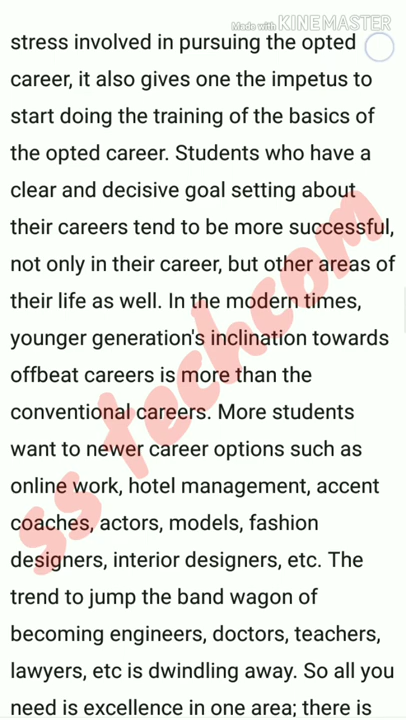 Made with KINEMASTER
stress involved in pursuing the opted
career, it also gives one the impetus to
start doing the training of the basics of
the opted career. Students who have a
clear and decisive goal setting about
their careers tend to be more successful,
not only in their career, but other areas of
their life as well. In the modern times,
younger generation's inclination towards
offbeat careers is more than the
conventional careers. More students
want to newer career options such as
online work, hotel management, accent
coaches, actors, models, fashion
designers, interior designers, etc. The
trend to jump the band wagon of
becoming engineers, doctors, teachers,
lawyers, etc is dwindling away. So all you
need is excellence in one area; there is
ss techcom